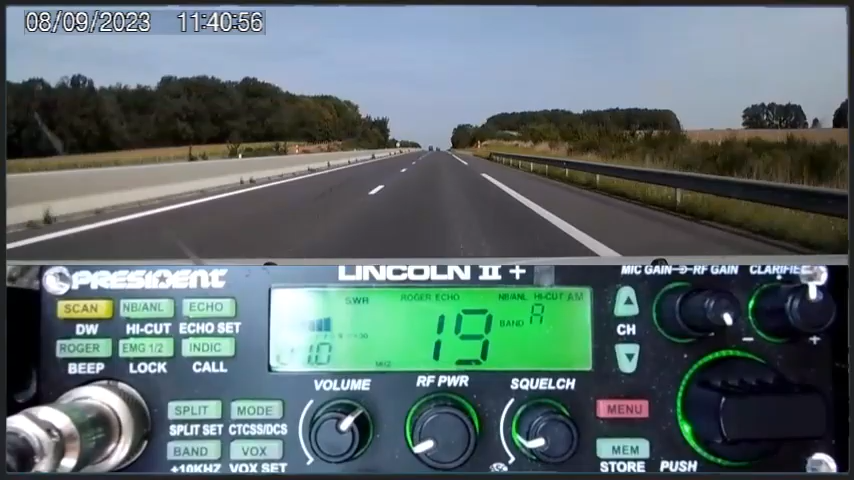 08/09/2023 11:40:56
PRESIDENT LINCOLN II + MIC GAIN RF GAIN CLARIFIER
SCAN NB/ANL ECHO
DW HI-CUT ECHO SET
ROGER EMG 1/2 INDIC
BEEP LOCK CALL
SWR ROGER ECHO NB/ANL HI-CUT AM
19 BAND A
CH
- +
VOLUME RF PWR SQUELCH
SPLIT MODE
SPLIT SET CTCSS/DCS
BAND VOX
+10KHZ VOX SET
MENU
MEM
STORE PUSH